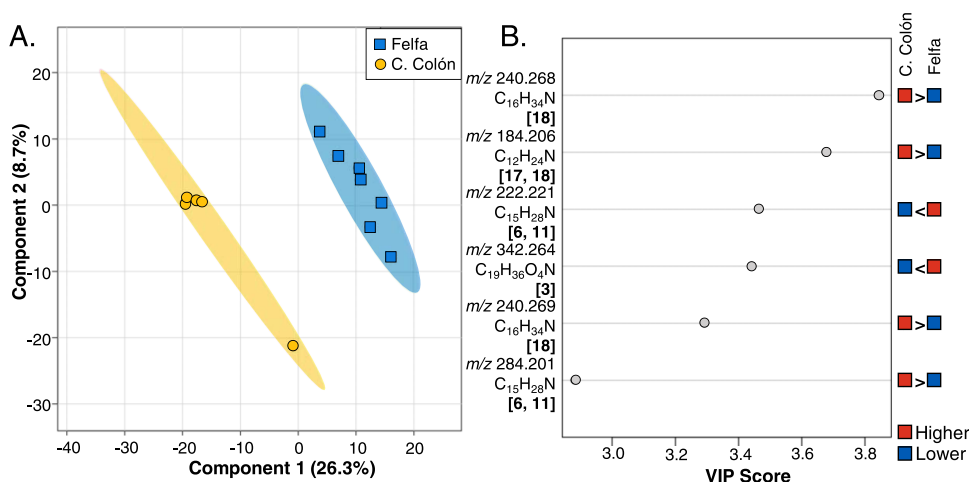 A.
Felfa
C. Colón
20
10
0
-10
-20
-30
Component 2 (8.7%)
-40
-30
-20
-10
0
10
20
Component 1 (26.3%)
B.
C. Colón
Felfa
m/z 240.268
C₁₆H₃₄N
[18]
>
m/z 184.206
C₁₂H₂₄N
[17, 18]
>
m/z 222.221
C₁₅H₂₈N
[6, 11]
<
m/z 342.264
C₁₉H₃₆O₄N
[3]
<
m/z 240.269
C₁₆H₃₄N
[18]
>
m/z 284.201
C₁₅H₂₈N
[6, 11]
>
Higher
Lower
3.0
3.2
3.4
3.6
3.8
VIP Score